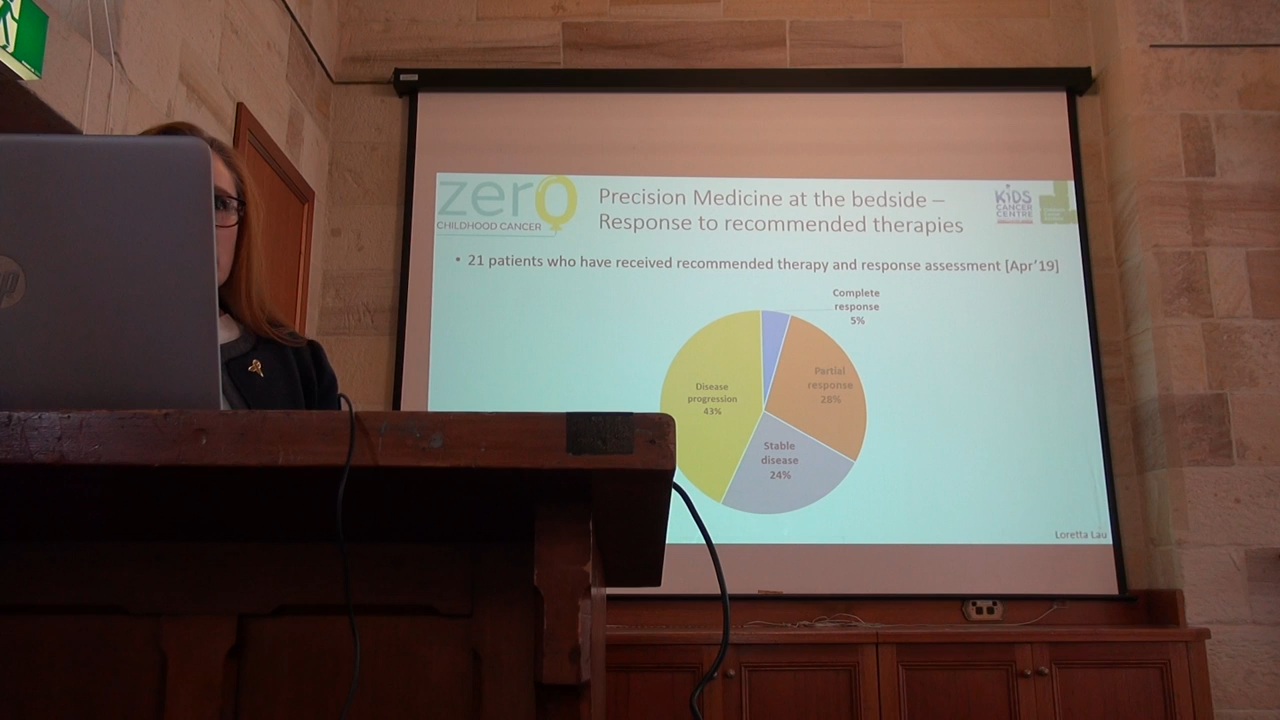 zero
CHILDHOOD CANCER
Precision Medicine at the bedside –
Response to recommended therapies
KiDS
CANCER
CENTRE
• 21 patients who have received recommended therapy and response assessment [Apr'19]
Complete
response
5%
Partial
response
28%
Disease
progression
43%
Stable
disease
24%
Loretta Lau
hp